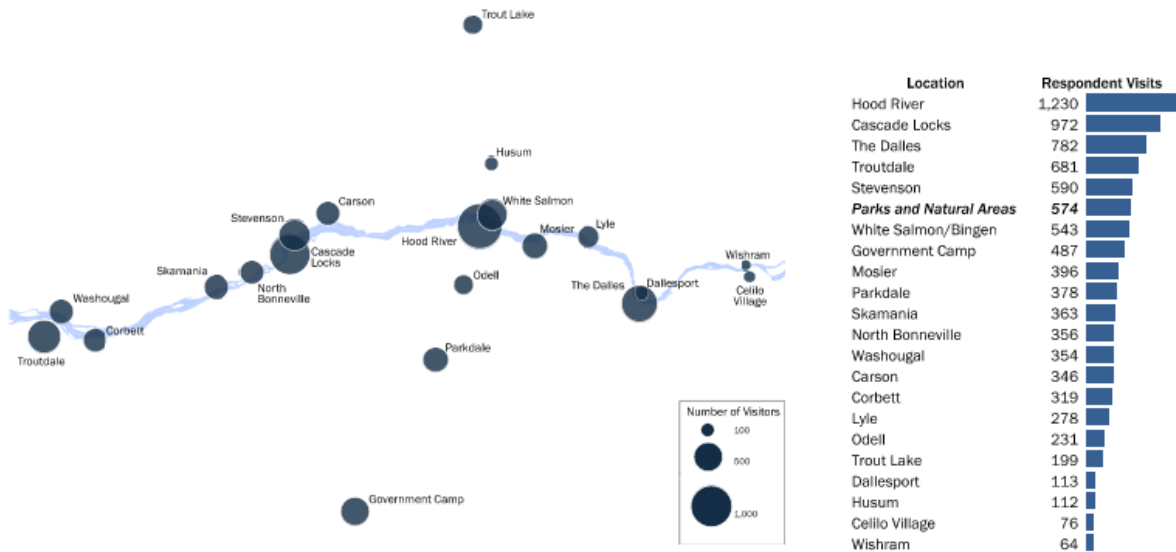 Trout Lake
Husum
White Salmon
Carson
Stevenson
Hood River
Mosier
Lyle
Cascade
Locks
Wishram
Skamania
North
Bonneville
Odell
The Dalles
Dallesport
Celilo
Village
Washougal
Corbett
Troutdale
Parkdale
Government Camp
Number of Visitors
100
500
1,000
Location Respondent Visits
Hood River 1,230
Cascade Locks 972
The Dalles 782
Troutdale 681
Stevenson 590
Parks and Natural Areas 574
White Salmon/Bingen 543
Government Camp 487
Mosier 396
Parkdale 378
Skamania 363
North Bonneville 356
Washougal 354
Carson 346
Corbett 319
Lyle 278
Odell 231
Trout Lake 199
Dallesport 113
Husum 112
Celilo Village 76
Wishram 64